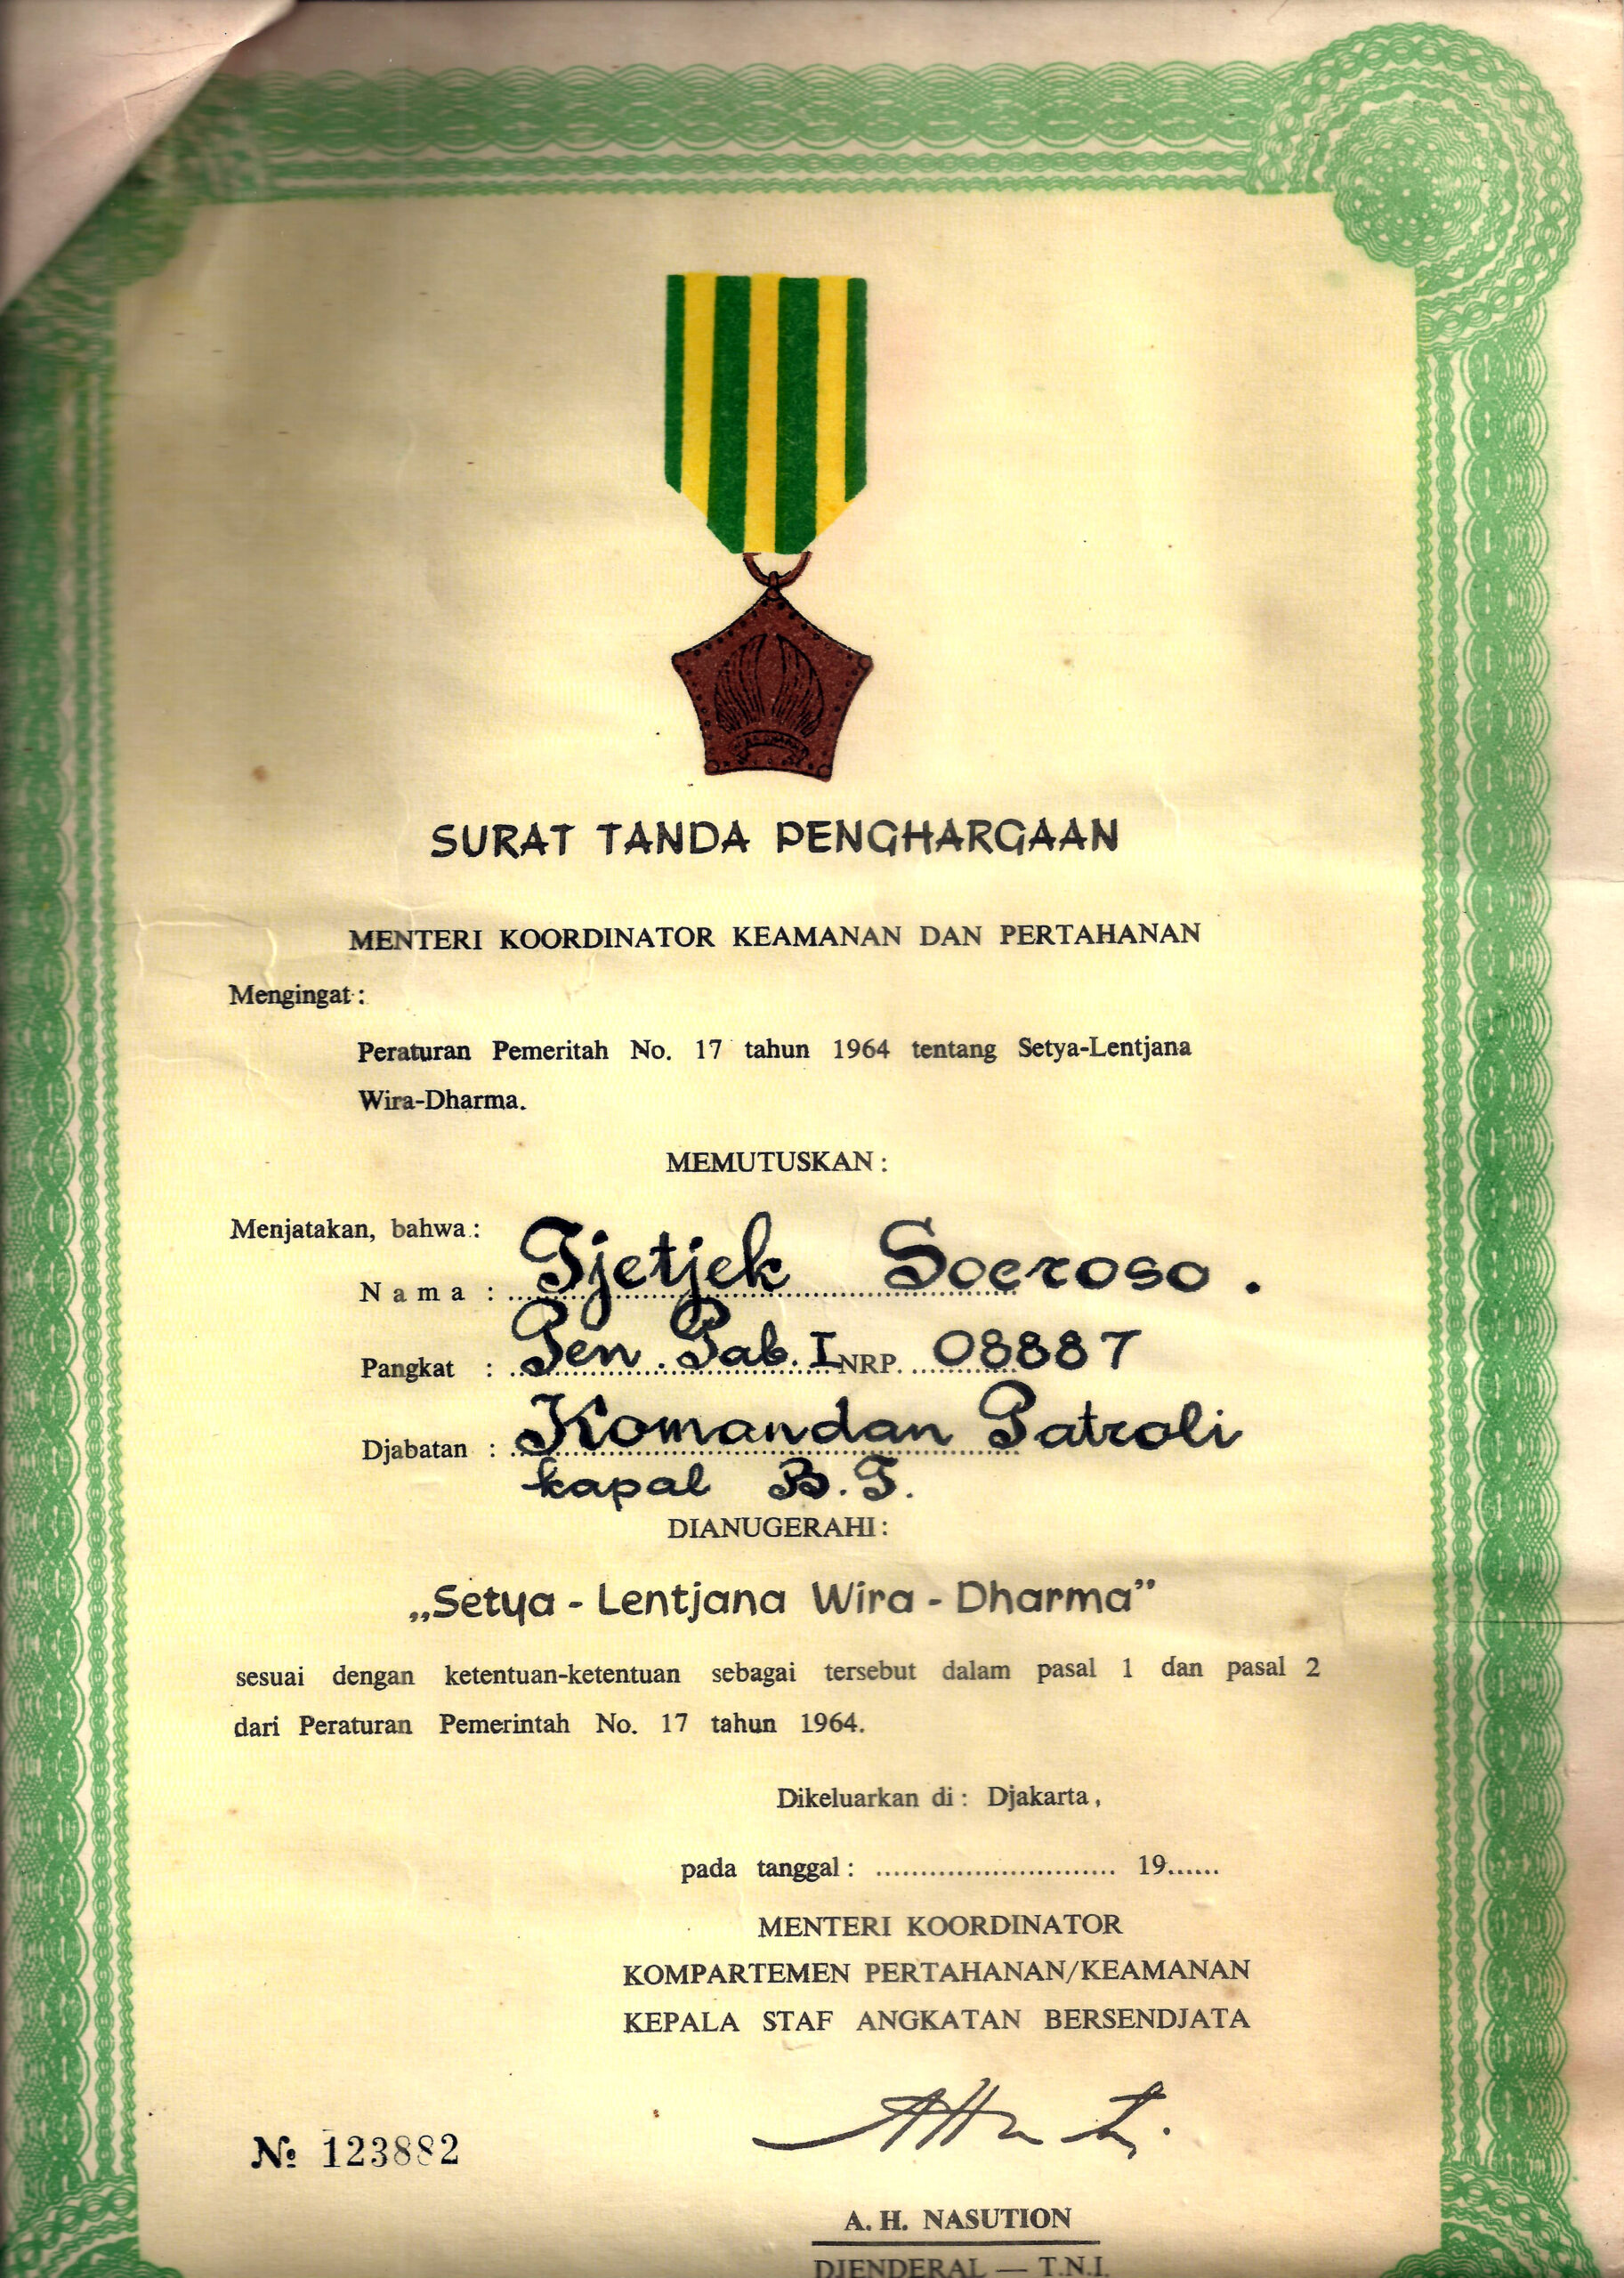 SURAT TANDA PENGHARGAAN
MENTERI KOORDINATOR KEAMANAN DAN PERTAHANAN
Mengingat :
Peraturan Pemeritah No. 17 tahun 1964 tentang Setya-Lentjana
Wira-Dharma.
MEMUTUSKAN :
Menjatakan, bahwa :
Nama : Tjetjek Soeroso .
Pangkat : Pen. Pab. I NRP. 08887
Djabatan : Komandan Patroli
kapal B. T.
DIANUGERAHI :
„Setya - Lentjana Wira - Dharma”
sesuai dengan ketentuan-ketentuan sebagai tersebut dalam pasal 1 dan pasal 2
dari Peraturan Pemerintah No. 17 tahun 1964.
Dikeluarkan di : Djakarta,
pada tanggal : .......................... 19......
MENTERI KOORDINATOR
KOMPARTEMEN PERTAHANAN/KEAMANAN
KEPALA STAF ANGKATAN BERSENDJATA
№ 123882
A. H. NASUTION
DJENDERAL — T.N.I.